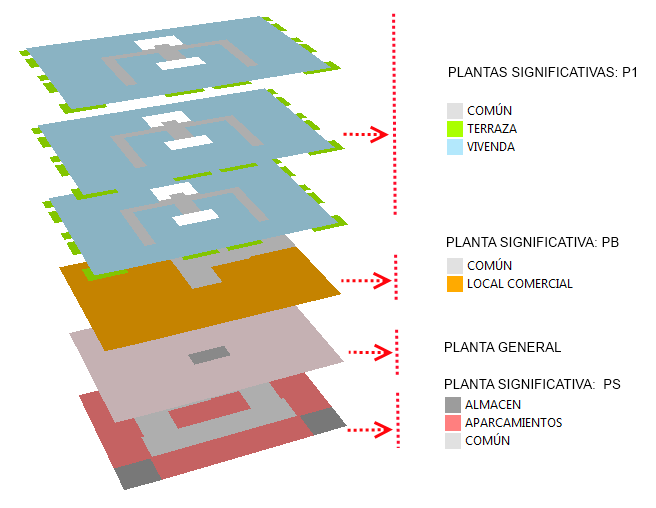 PLANTAS SIGNIFICATIVAS: P1
COMÚN
TERRAZA
VIVENDA
PLANTA SIGNIFICATIVA: PB
COMÚN
LOCAL COMERCIAL
PLANTA GENERAL
PLANTA SIGNIFICATIVA: PS
ALMACEN
APARCAMIENTOS
COMÚN